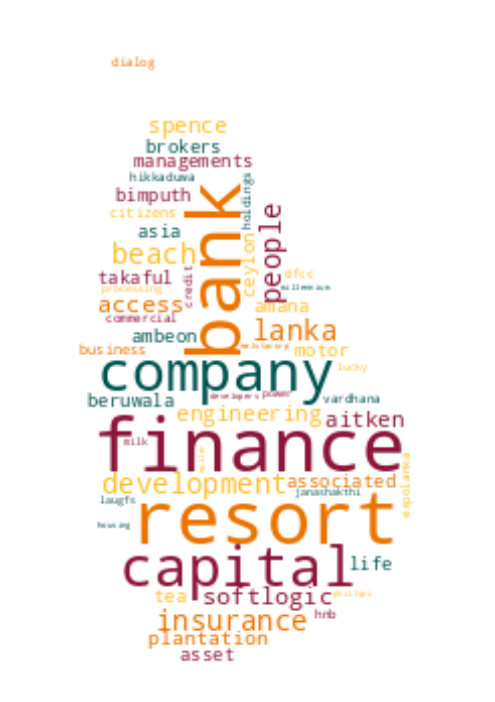 dialog
spence
brokers
managements
hikkaduwa
bimputh
holdings
bank
people
citizens
asia
beach
ceylon
takaful
credit
dfcc
processing
millennium
access
amana
commercial
ambeon
lanka
business
motor
company
lucky
developers
power
beruwala
vardhana
engineering
aitken
finance
milk
development
associated
expolanka
janashakthi
laugfs
resort
housing
capital
life
tea
softlogic
phillips
insurance
hnb
plantation
asset